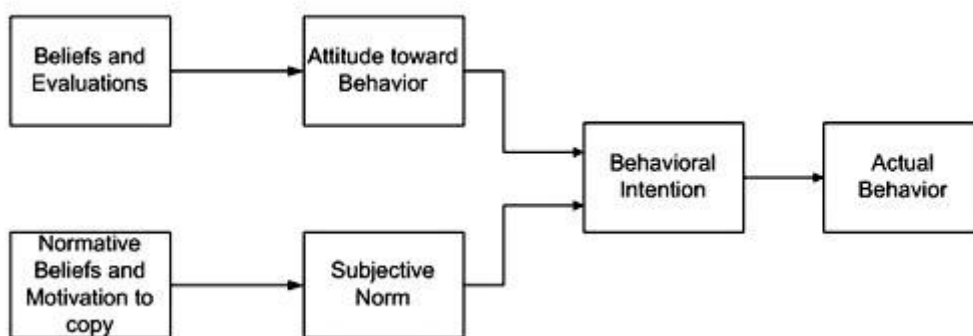 Beliefs and
Evaluations
Attitude toward
Behavior
Behavioral
Intention
Actual
Behavior
Normative
Beliefs and
Motivation to
copy
Subjective
Norm